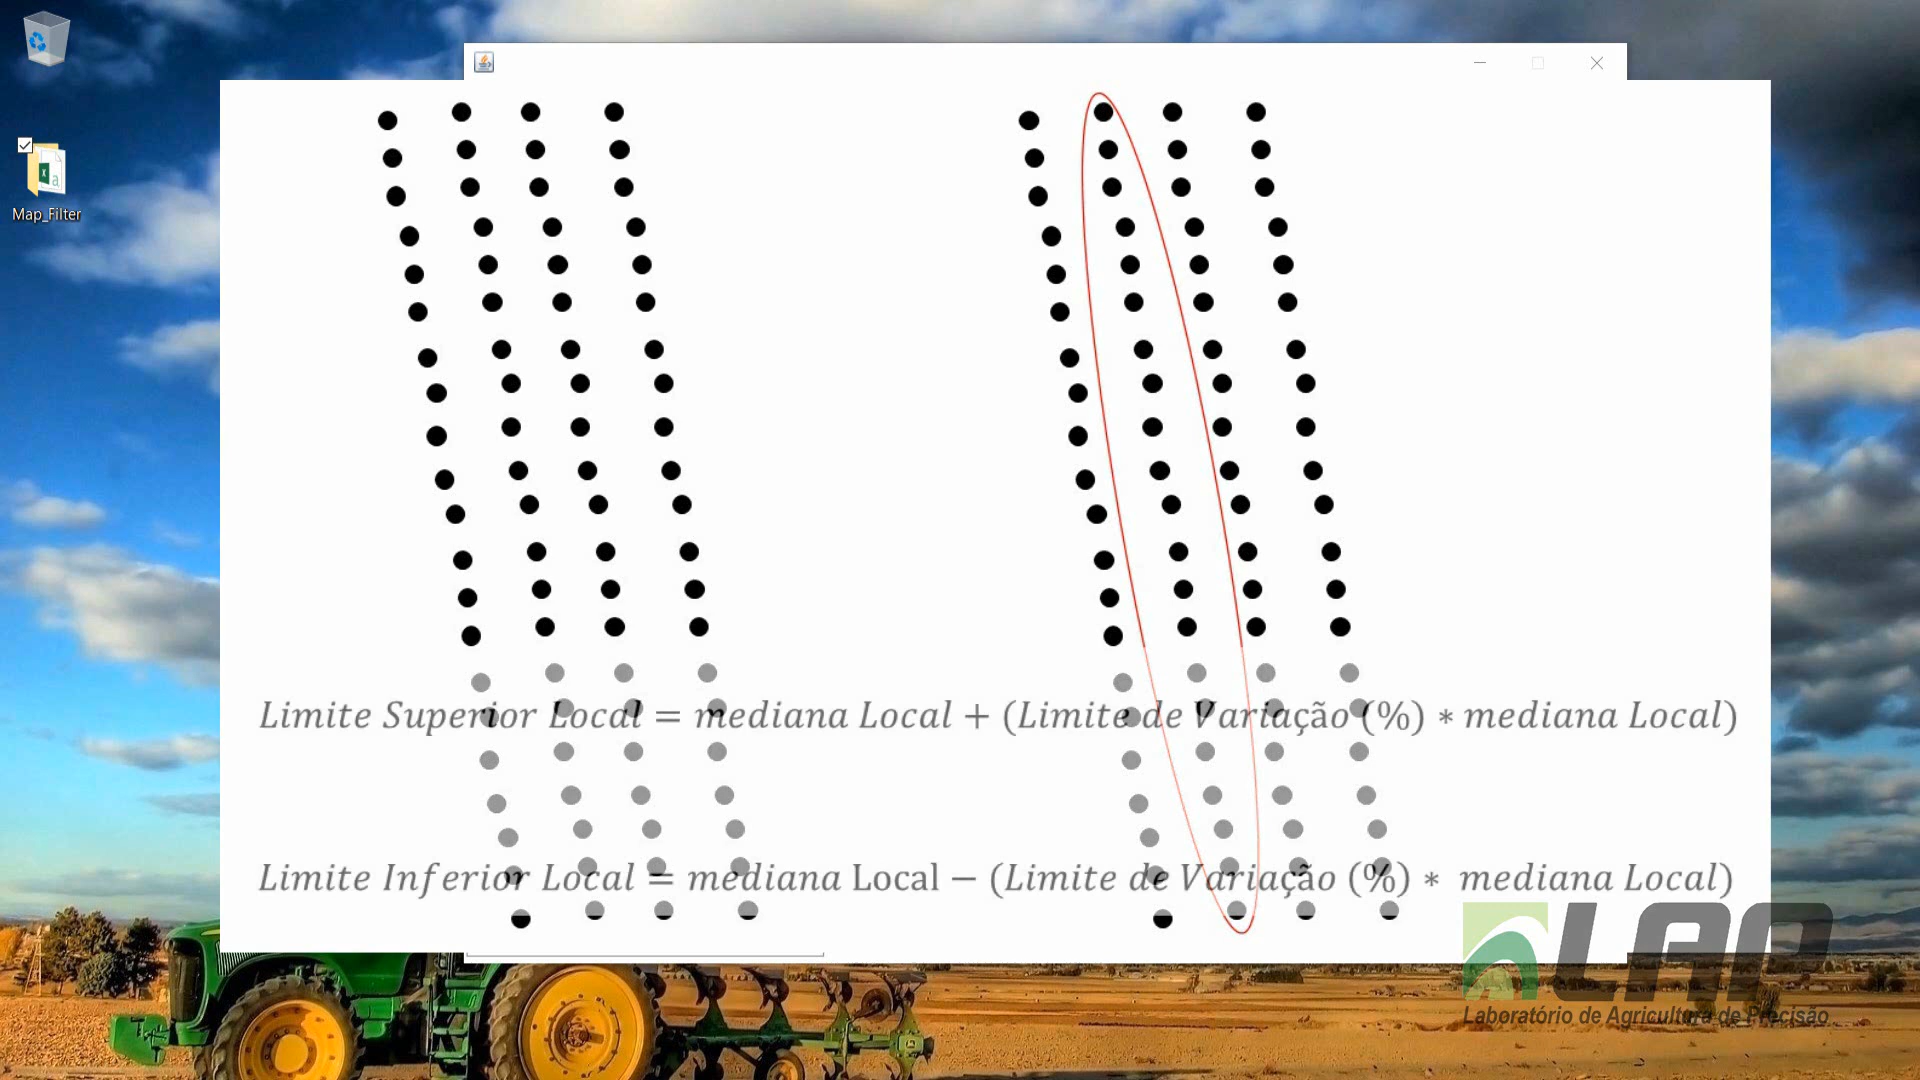 Map_Filter
Limite Superior Local = mediana Local + (Limite de Variação (%) ∗ mediana Local)
Limite Inferior Local = mediana Local − (Limite de Variação (%) ∗ mediana Local)
LAP
Laboratório de Agricultura de Precisão